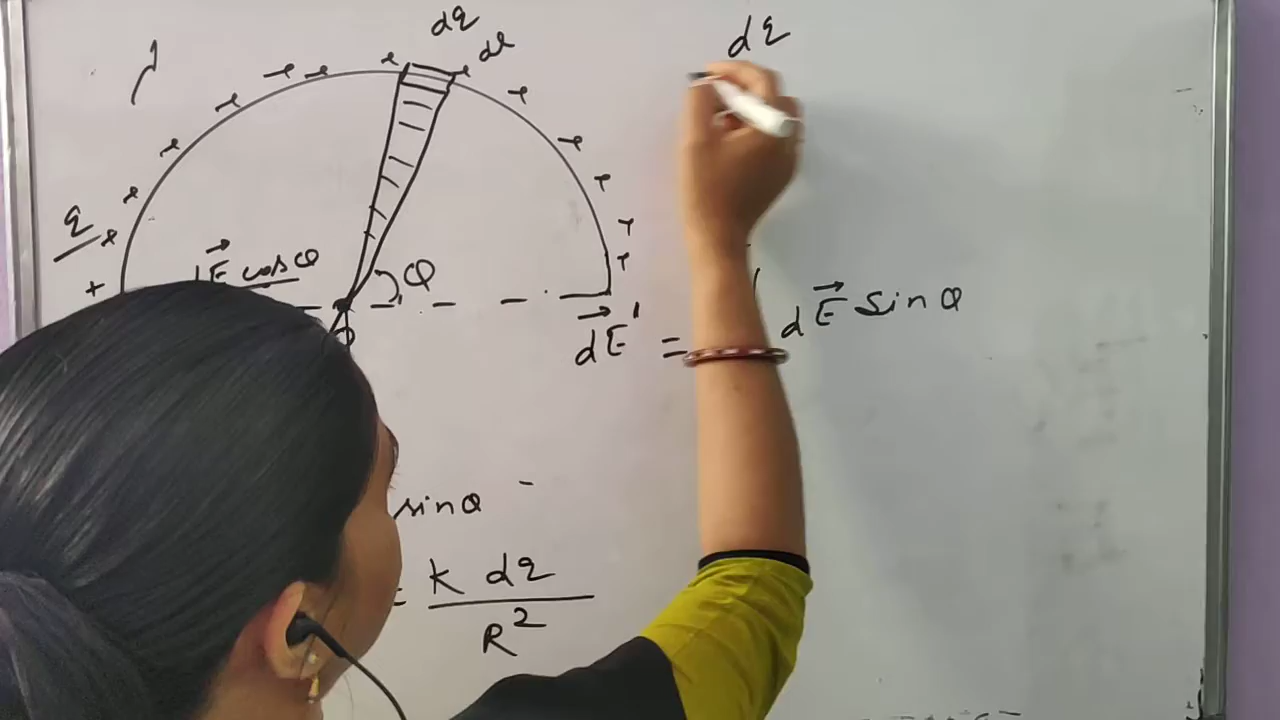 dq
dl
λ
q
dE⃗ cosθ
θ
dE⃗' =
dE⃗ sinθ
sinθ
= K dq
R²
dq